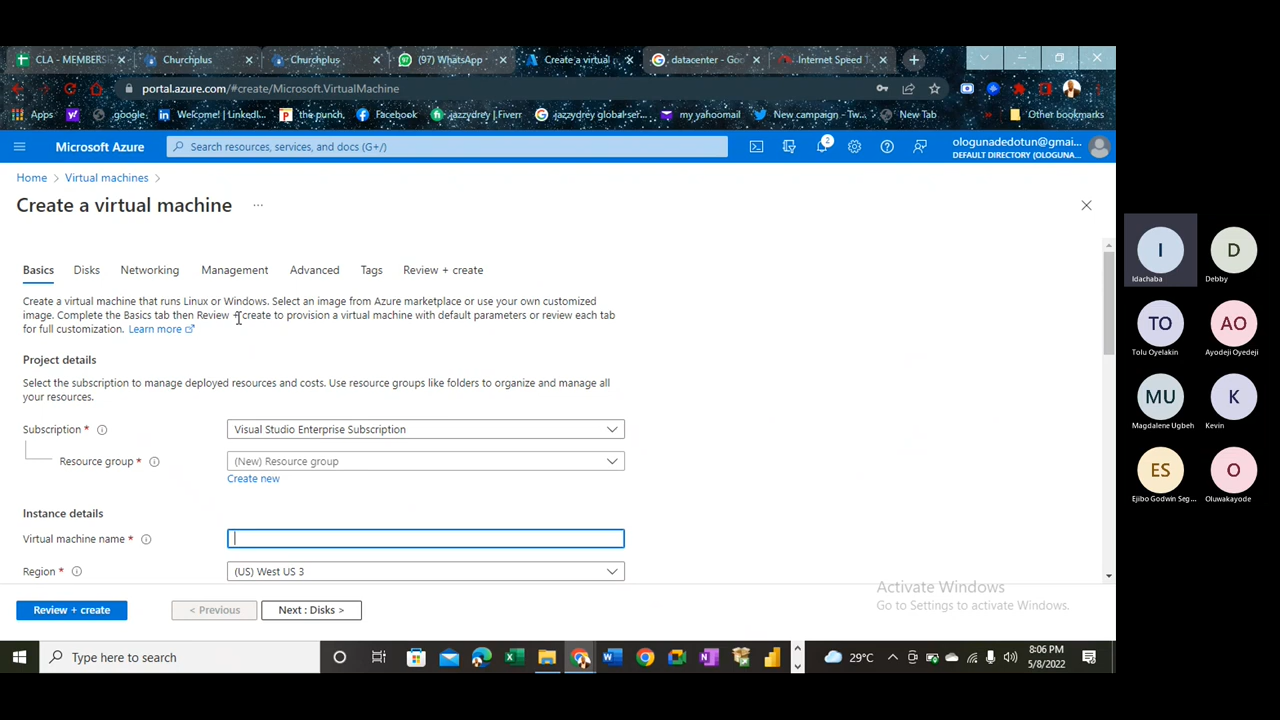 CLA - MEMBERSI
Churchplus
Churchplus
(97) WhatsApp
Create a virtual
datacenter - Goo
Internet Speed T
portal.azure.com/#create/Microsoft.VirtualMachine
Apps
.google
Welcome! | LinkedI...
the punch,
Facebook
jazzydrey |.Fiverr
jazzydrey global-ser...
my yahoomail
New campaign - Tw...
New Tab
Other bookmarks
Microsoft Azure
Search resources, services, and docs (G+/)
2
ologunadedotun@gmai...
DEFAULT DIRECTORY (OLOGUNA...
Home > Virtual machines >
Create a virtual machine ...
Basics
Disks
Networking
Management
Advanced
Tags
Review + create
Create a virtual machine that runs Linux or Windows. Select an image from Azure marketplace or use your own customized
image. Complete the Basics tab then Review + create to provision a virtual machine with default parameters or review each tab
for full customization. Learn more
Project details
Select the subscription to manage deployed resources and costs. Use resource groups like folders to organize and manage all
your resources.
Subscription *
Visual Studio Enterprise Subscription
Resource group *
(New) Resource group
Create new
Instance details
Virtual machine name *
Region *
(US) West US 3
Review + create
< Previous
Next : Disks >
Activate Windows
Go to Settings to activate Windows.
Type here to search
29°C
8:06 PM
5/8/2022
I
Idachaba
D
Debby
TO
Tolu Oyelakin
AO
Ayodeji Oyedeji
MU
Magdalene Ugbeh
K
Kevin
ES
Ejibo Godwin Seg...
O
Oluwakayode